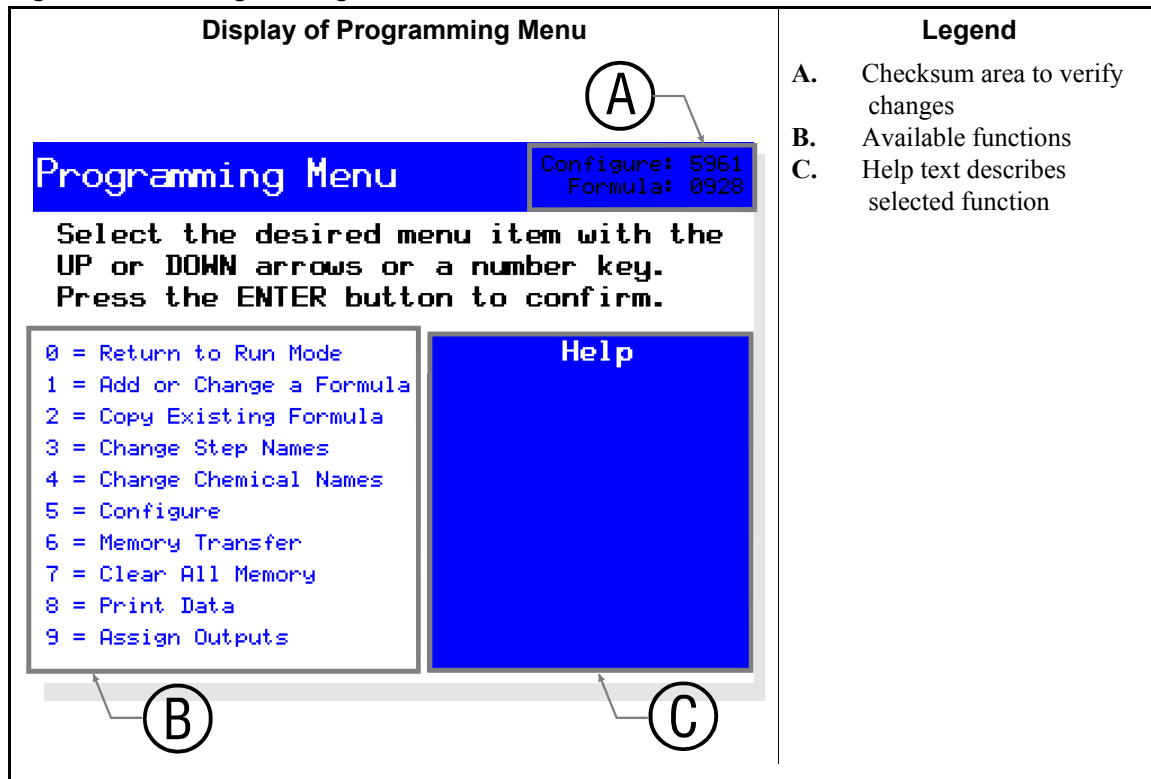 Display of Programming Menu
Legend
A
A. Checksum area to verify
changes
B. Available functions
C. Help text describes
selected function
Programming Menu
Configure: 5961
Formula: 0928
Select the desired menu item with the
UP or DOWN arrows or a number key.
Press the ENTER button to confirm.
0 = Return to Run Mode
1 = Add or Change a Formula
2 = Copy Existing Formula
3 = Change Step Names
4 = Change Chemical Names
5 = Configure
6 = Memory Transfer
7 = Clear All Memory
8 = Print Data
9 = Assign Outputs
Help
B
C